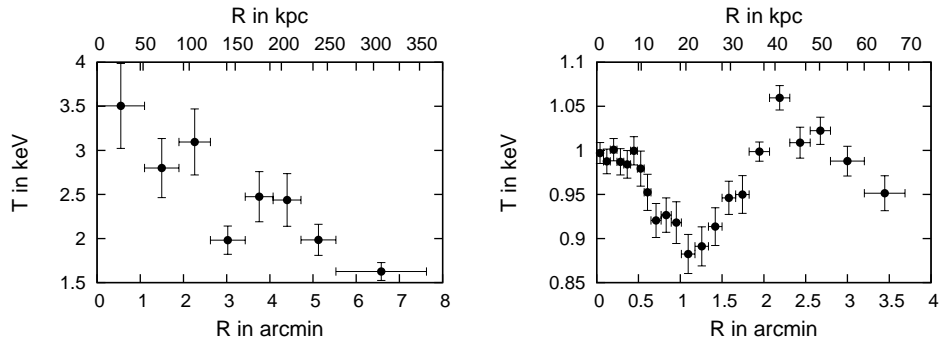 R in kpc
0 50 100 150 200 250 300 350
4
3.5
3
2.5
2
1.5
T in keV
0 1 2 3 4 5 6 7 8
R in arcmin
R in kpc
0 10 20 30 40 50 60 70
1.1
1.05
1
0.95
0.9
0.85
T in keV
0 0.5 1 1.5 2 2.5 3 3.5 4
R in arcmin